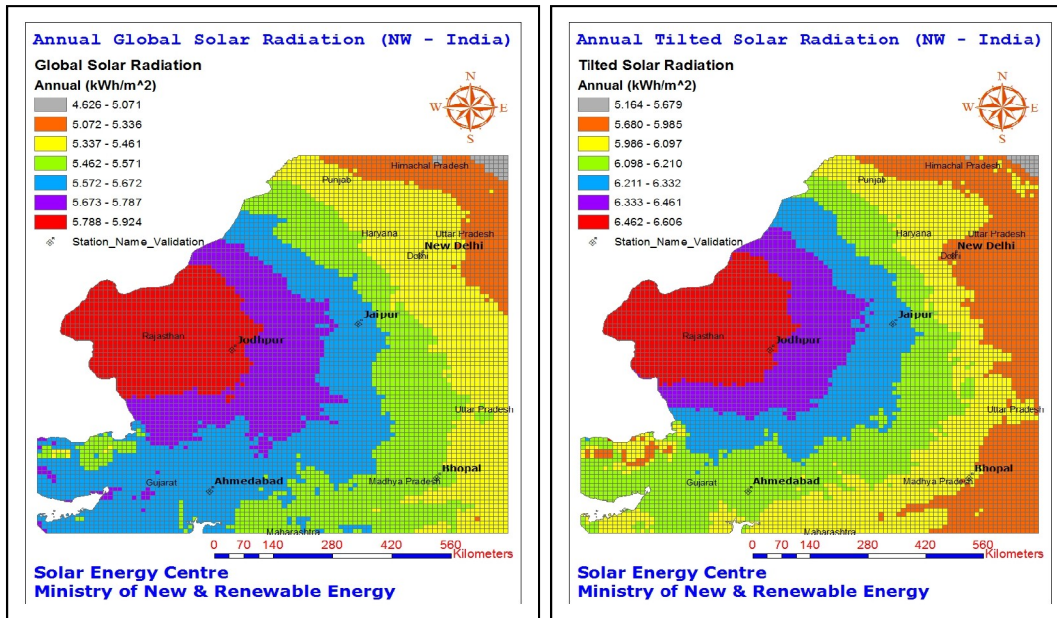 Annual Global Solar Radiation (NW - India)
Global Solar Radiation
Annual (kWh/m^2)
4.626 - 5.071
5.072 - 5.336
5.337 - 5.461
5.462 - 5.571
5.572 - 5.672
5.673 - 5.787
5.788 - 5.924
Station_Name_Validation
N
W
E
S
Himachal Pradesh
Punjab
Haryana
Uttar Pradesh
New Delhi
Delhi
Jaipur
Rajasthan
Jodhpur
Uttar Pradesh
Bhopal
Gujarat
Ahmedabad
Madhya Pradesh
Maharashtra
0 70 140 280 420 560
Kilometers
Solar Energy Centre
Ministry of New & Renewable Energy
Annual Tilted Solar Radiation (NW - India)
Tilted Solar Radiation
Annual (kWh/m^2)
5.164 - 5.679
5.680 - 5.985
5.986 - 6.097
6.098 - 6.210
6.211 - 6.332
6.333 - 6.461
6.462 - 6.606
Station_Name_Validation
N
W
E
S
Himachal Pradesh
Punjab
Haryana
Uttar Pradesh
New Delhi
Delhi
Jaipur
Rajasthan
Jodhpur
Uttar Pradesh
Bhopal
Gujarat
Ahmedabad
Madhya Pradesh
Maharashtra
0 70 140 280 420 560
Kilometers
Solar Energy Centre
Ministry of New & Renewable Energy